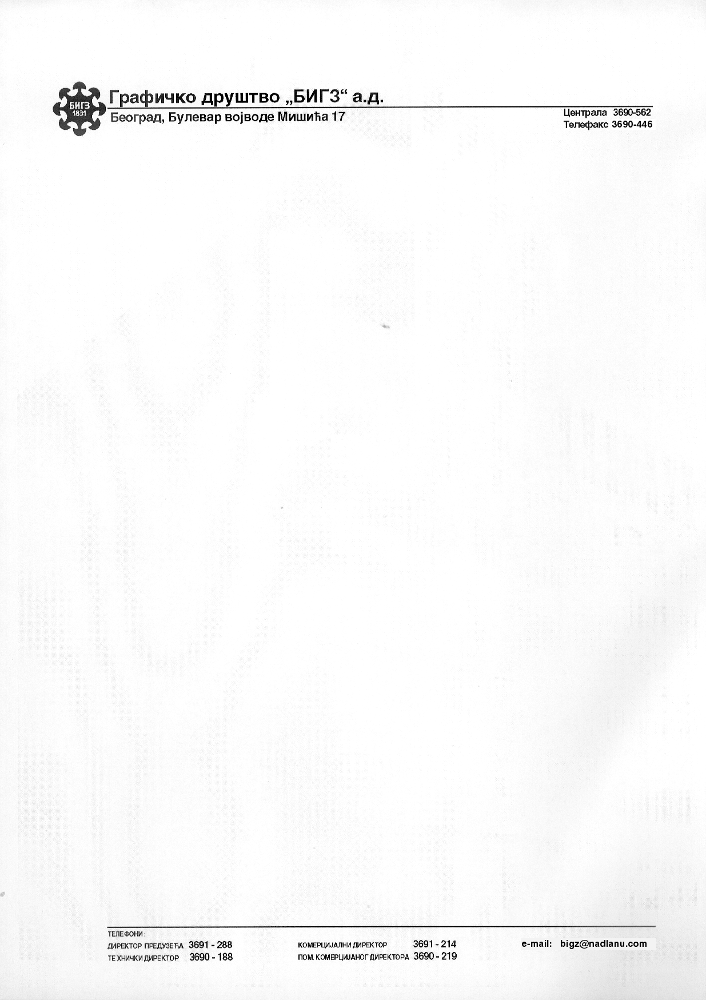 БИГЗ
1831
Графичко друштво „БИГЗ“ а.д.
Београд, Булевар војводе Мишића 17
Централа 3690-562
Телефакс 3690-446
ТЕЛЕФОНИ:
ДИРЕКТОР ПРЕДУЗЕЋА 3691 - 288
ТЕХНИЧКИ ДИРЕКТОР 3690 - 188
КОМЕРЦИЈАЛНИ ДИРЕКТОР 3691 - 214
ПОМ. КОМЕРЦИЈАНОГ ДИРЕКТОРА 3690 - 219
e-mail: bigz@nadlanu.com